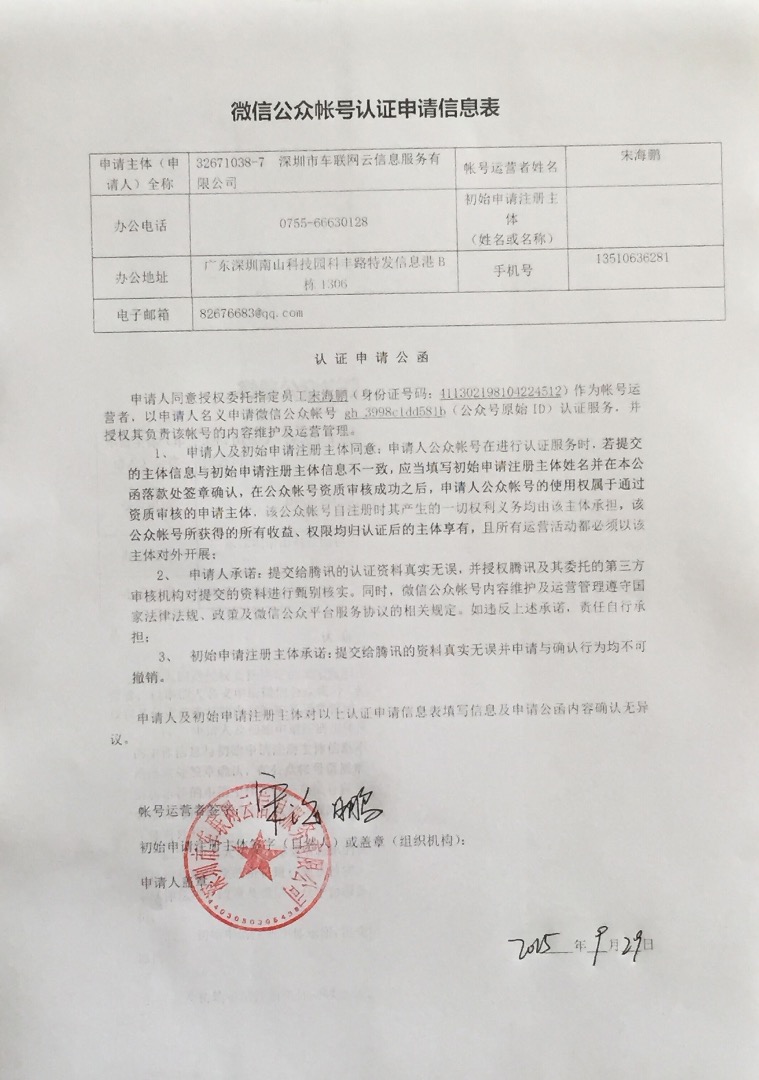 微信公众帐号认证申请信息表
申请主体（申
请人）全称
32671038-7 深圳市车联网云信息服务有
限公司
帐号运营者姓名
宋海鹏
办公电话
0755-66630128
初始申请注册主
体
（姓名或名称）
办公地址
广东深圳南山科技园科丰路特发信息港B
栋1306
手机号
13510636281
电子邮箱
82676683@qq.com
认证申请公函
申请人同意授权委托指定员工宋海鹏（身份证号码：411302198104224512）作为帐号运
营者，以申请人名义申请微信公众帐号 gh_3998c1dd581b（公众号原始 ID）认证服务，并
授权其负责该帐号的内容维护及运营管理。
1、 申请人及初始申请注册主体同意：申请人公众帐号在进行认证服务时，若提交
的主体信息与初始申请注册主体信息不一致，应当填写初始申请注册主体姓名并在本公
函落款处签章确认，在公众帐号资质审核成功之后，申请人公众帐号的使用权属于通过
资质审核的申请主体，该公众帐号自注册时其产生的一切权利义务均由该主体承担，该
公众帐号所获得的所有收益、权限均归认证后的主体享有，且所有运营活动都必须以该
主体对外开展；
2、 申请人承诺：提交给腾讯的认证资料真实无误，并授权腾讯及其委托的第三方
审核机构对提交的资料进行甄别核实。同时，微信公众帐号内容维护及运营管理遵守国
家法律法规、政策及微信公众平台服务协议的相关规定。如违反上述承诺，责任自行承
担；
3、 初始申请注册主体承诺：提交给腾讯的资料真实无误并申请与确认行为均不可
撤销。
申请人及初始申请注册主体对以上认证申请信息表填写信息及申请公函内容确认无异
议。
帐号运营者签字：宋海鹏
初始申请注册主体签字（自然人）或盖章（组织机构）：
申请人盖章：
深圳市车联网云信息服务有限公司
2015年9月29日